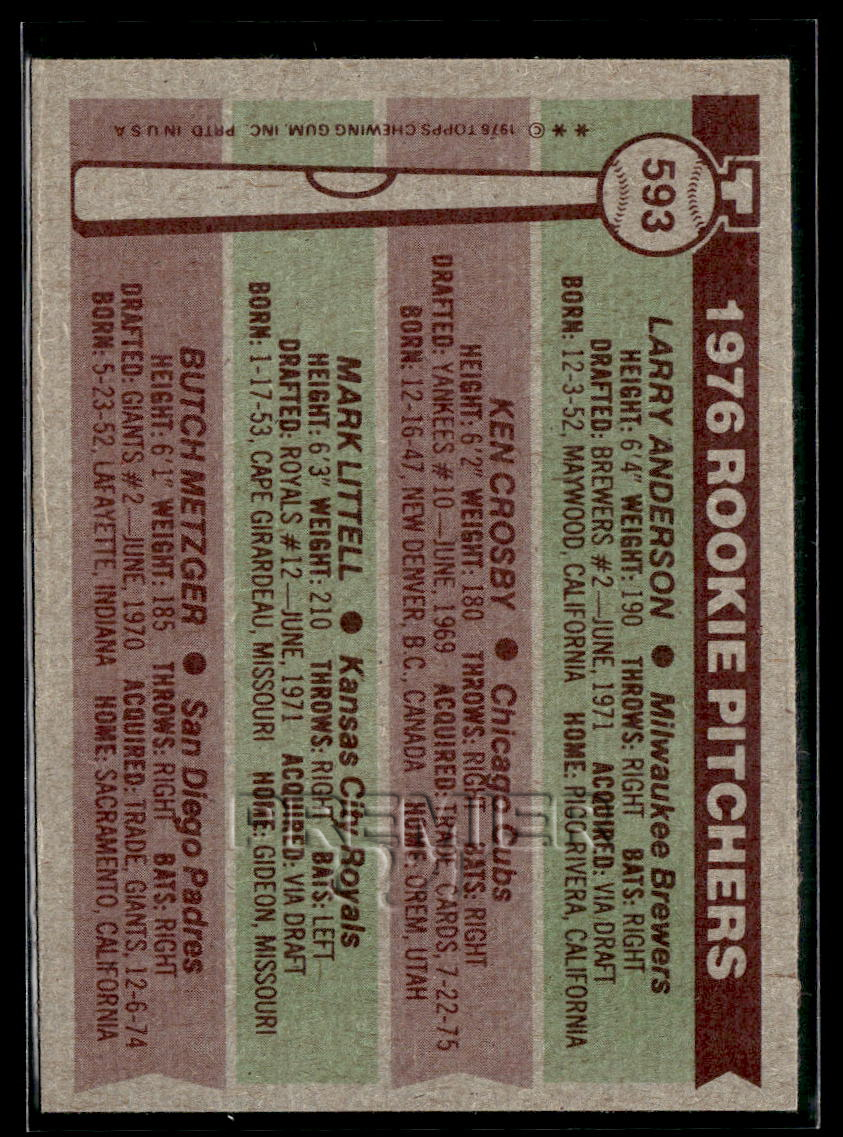 593
T
1976 ROOKIE PITCHERS
LARRY ANDERSON ● Milwaukee Brewers
HEIGHT: 6'4" WEIGHT: 190 THROWS: RIGHT BATS: RIGHT
DRAFTED: BREWERS #2—JUNE, 1971 ACQUIRED: VIA DRAFT
BORN: 12-3-52, MAYWOOD, CALIFORNIA HOME: PICO RIVERA, CALIFORNIA
KEN CROSBY ● Chicago Cubs
HEIGHT: 6'2" WEIGHT: 180 THROWS: RIGHT BATS: RIGHT
DRAFTED: YANKEES #10—JUNE, 1969 ACQUIRED: TRADE, CARDS, 7-22-75
BORN: 12-16-47, NEW DENVER, B.C., CANADA HOME: OREM, UTAH
MARK LITTELL ● Kansas City Royals
HEIGHT: 6'3" WEIGHT: 210 THROWS: RIGHT BATS: LEFT
DRAFTED: ROYALS #12—JUNE, 1971 ACQUIRED: VIA DRAFT
BORN: 1-17-53, CAPE GIRARDEAU, MISSOURI HOME: GIDEON, MISSOURI
BUTCH METZGER ● San Diego Padres
HEIGHT: 6'1" WEIGHT: 185 THROWS: RIGHT BATS: RIGHT
DRAFTED: GIANTS #2—JUNE, 1970 ACQUIRED: TRADE, GIANTS, 12-6-74
BORN: 5-23-52, LAFAYETTE, INDIANA HOME: SACRAMENTO, CALIFORNIA
** © 1976 TOPPS CHEWING GUM, INC. PRTD. IN U.S.A.
PREMIER